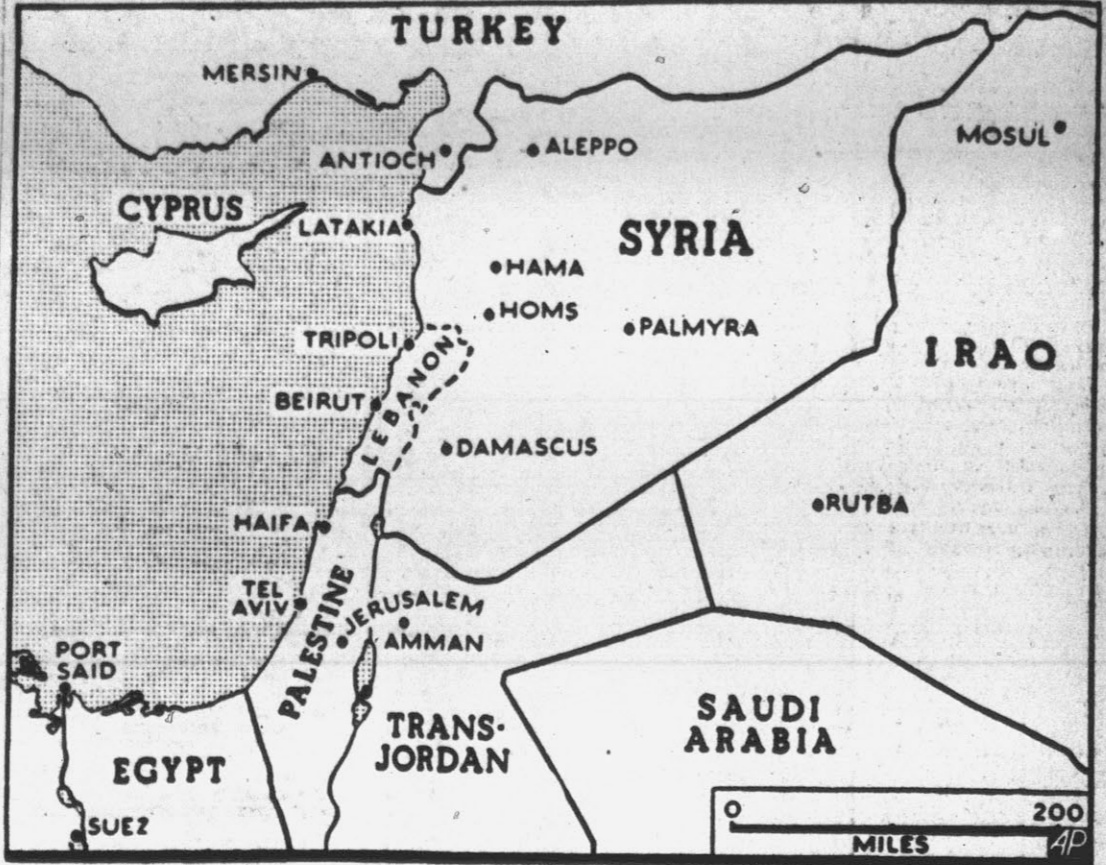 TURKEY
MERSIN
MOSUL
ANTIOCH
ALEPPO
CYPRUS
LATAKIA
SYRIA
HAMA
HOMS
TRIPOLI
PALMYRA
LEBANON
IRAQ
BEIRUT
DAMASCUS
RUTBA
HAIFA
TEL
AVIV
PALESTINE
JERUSALEM
AMMAN
PORT
SAID
TRANS-
JORDAN
SAUDI
ARABIA
EGYPT
SUEZ
0 200
MILES
AP